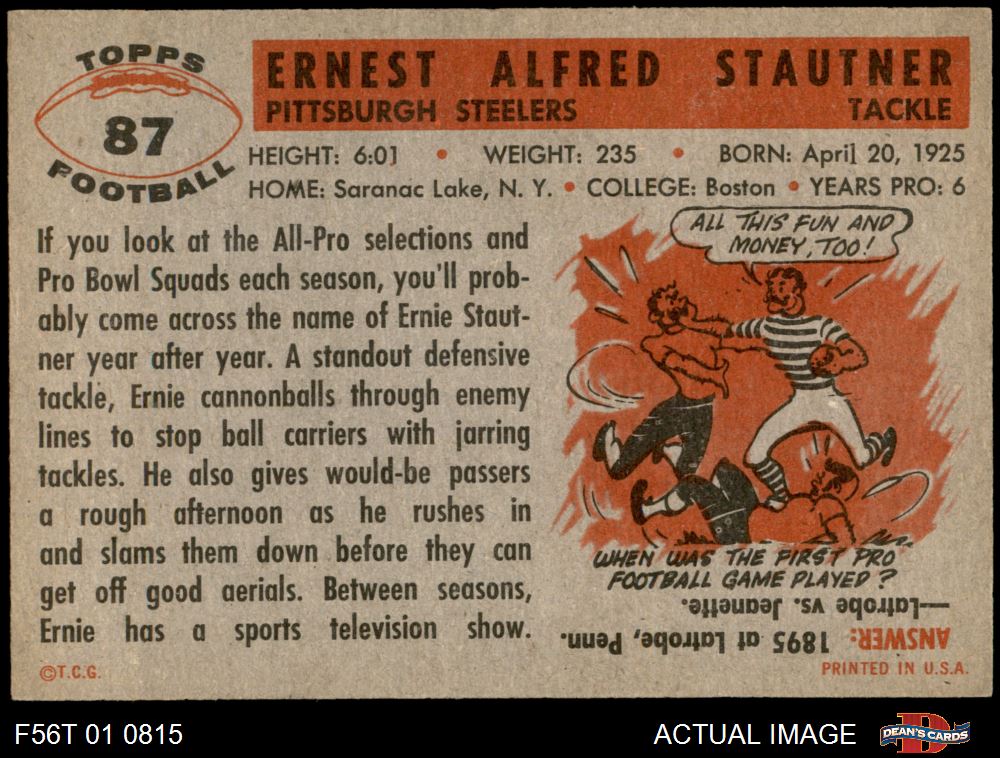 TOPPS
87
FOOTBALL
ERNEST ALFRED STAUTNER
PITTSBURGH STEELERS TACKLE
HEIGHT: 6:01 • WEIGHT: 235 • BORN: April 20, 1925
HOME: Saranac Lake, N. Y. • COLLEGE: Boston • YEARS PRO: 6
If you look at the All-Pro selections and
Pro Bowl Squads each season, you'll prob-
ably come across the name of Ernie Staut-
ner year after year. A standout defensive
tackle, Ernie cannonballs through enemy
lines to stop ball carriers with jarring
tackles. He also gives would-be passers
a rough afternoon as he rushes in
and slams them down before they can
get off good aerials. Between seasons,
Ernie has a sports television show.
©T.C.G.
ALL THIS FUN AND
MONEY, TOO!
WHEN WAS THE FIRST PRO
FOOTBALL GAME PLAYED?
ANSWER: 1895 at Latrobe, Penn.
—Latrobe vs. Jeanette.
PRINTED IN U.S.A.
F56T 01 0815
ACTUAL IMAGE
DEAN'S CARDS